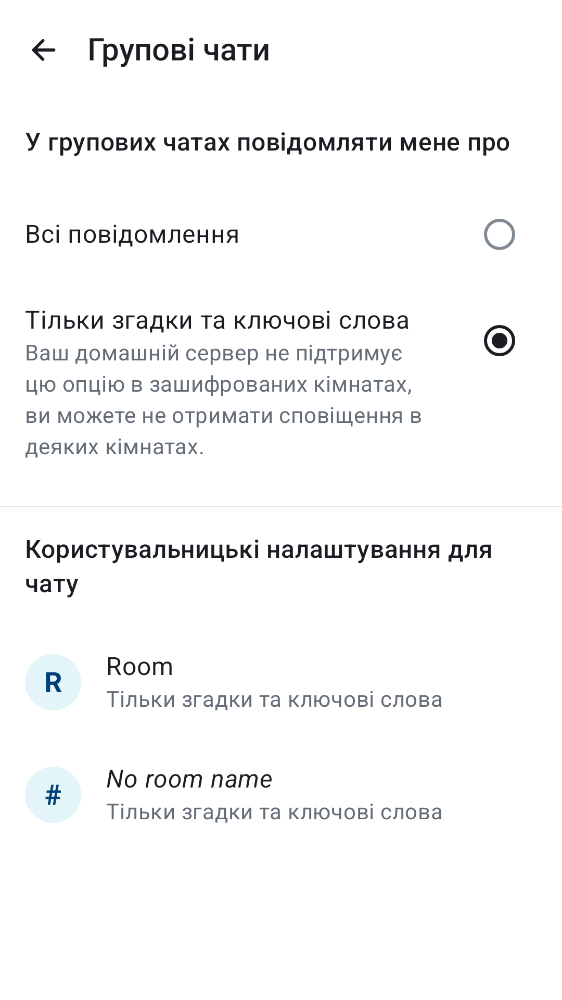 Групові чати
У групових чатах повідомляти мене про
Всі повідомлення
Тільки згадки та ключові слова
Ваш домашній сервер не підтримує
цю опцію в зашифрованих кімнатах,
ви можете не отримати сповіщення в
деяких кімнатах.
Користувальницькі налаштування для
чату
R
Room
Тільки згадки та ключові слова
#
No room name
Тільки згадки та ключові слова